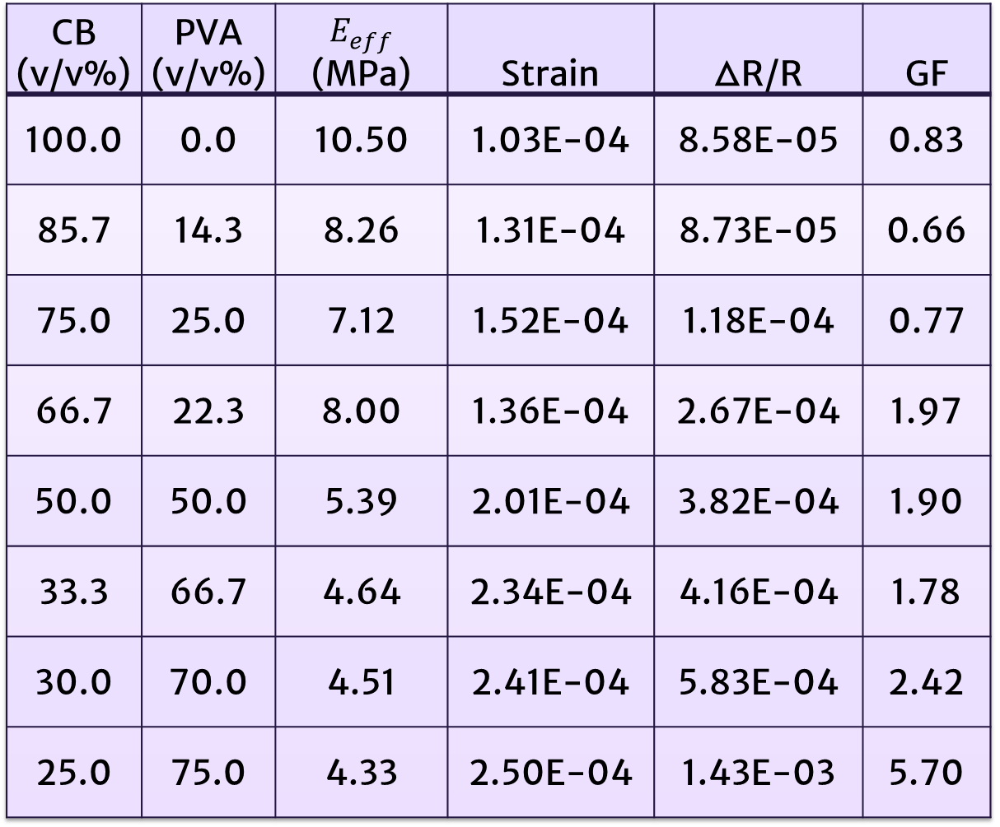 CB PVA E_eff
(v/v%) (v/v%) (MPa) Strain ΔR/R GF
100.0 0.0 10.50 1.03E-04 8.58E-05 0.83
85.7 14.3 8.26 1.31E-04 8.73E-05 0.66
75.0 25.0 7.12 1.52E-04 1.18E-04 0.77
66.7 22.3 8.00 1.36E-04 2.67E-04 1.97
50.0 50.0 5.39 2.01E-04 3.82E-04 1.90
33.3 66.7 4.64 2.34E-04 4.16E-04 1.78
30.0 70.0 4.51 2.41E-04 5.83E-04 2.42
25.0 75.0 4.33 2.50E-04 1.43E-03 5.70